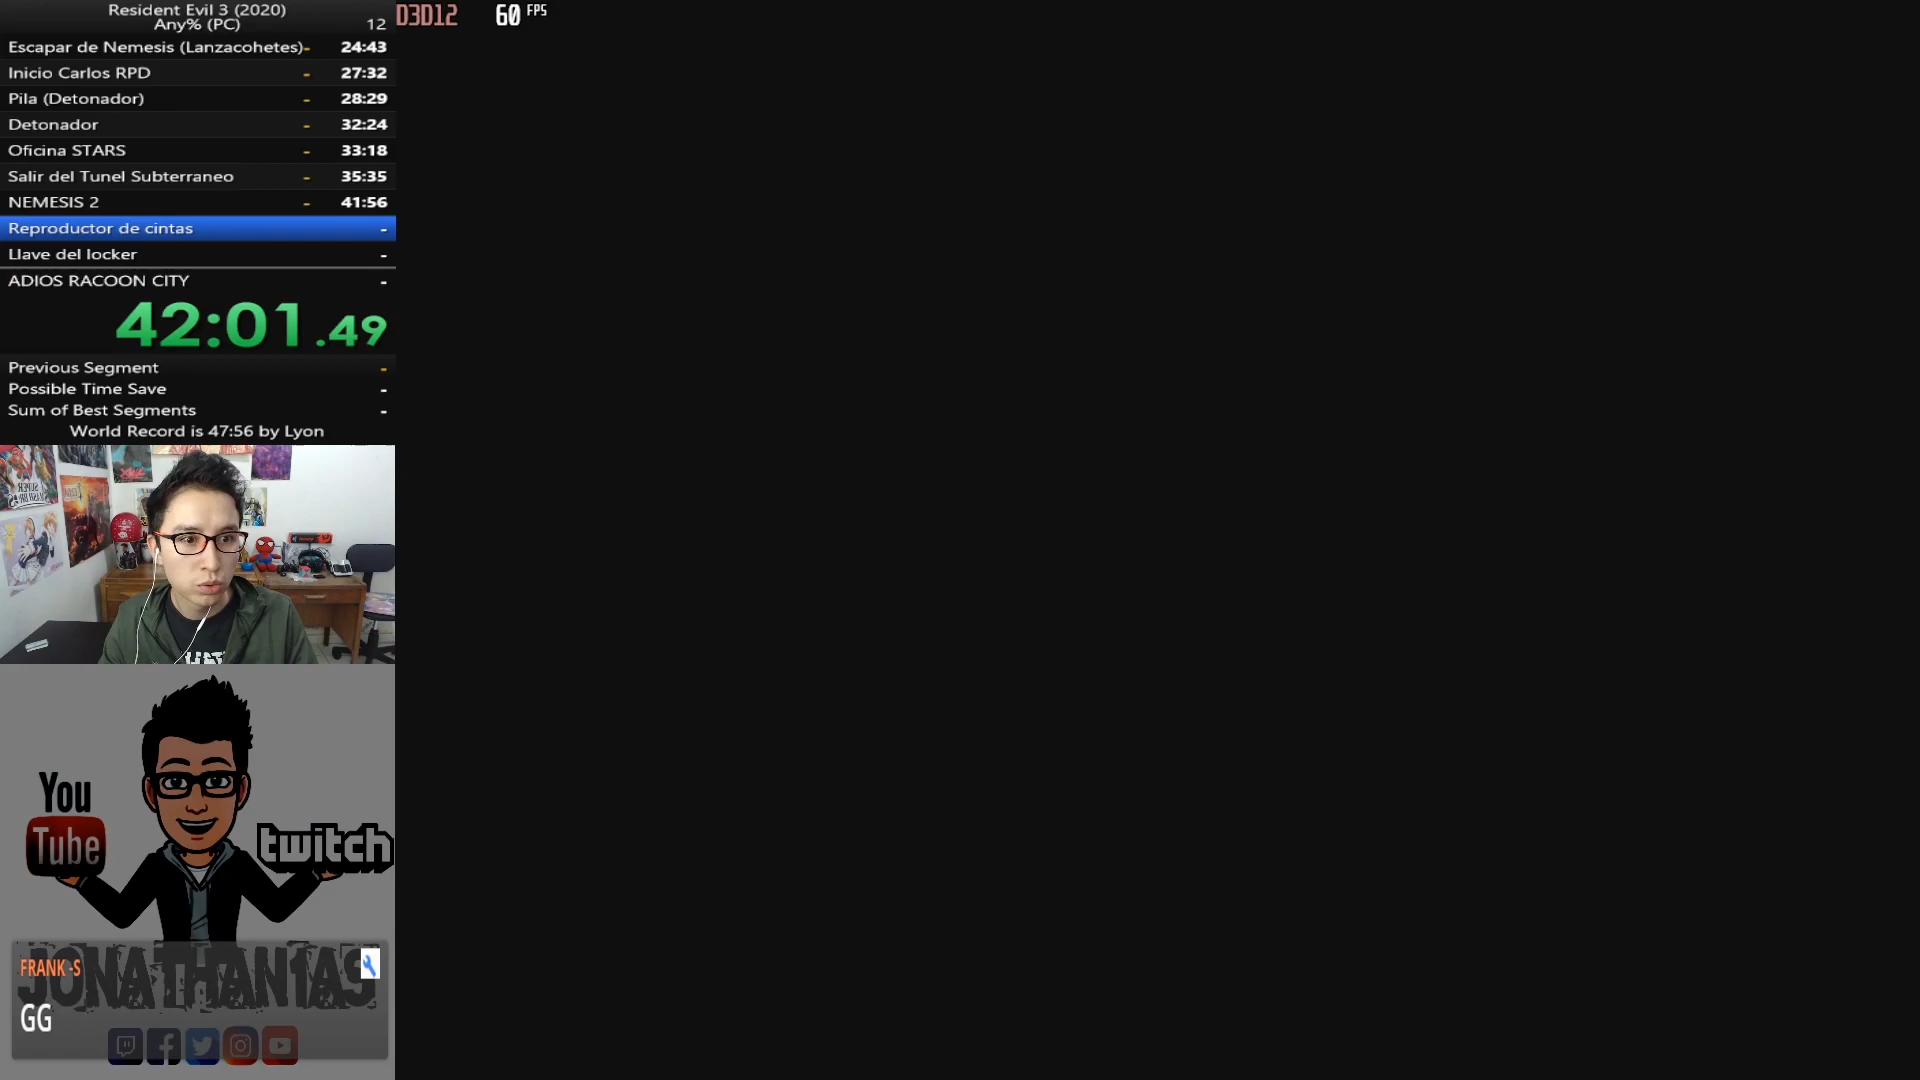 Resident Evil 3 (2020)
Any% (PC) 12
Escapar de Nemesis (Lanzacohetes) - 24:43
Inicio Carlos RPD - 27:32
Pila (Detonador) - 28:29
Detonador - 32:24
Oficina STARS - 33:18
Salir del Tunel Subterraneo - 35:35
NEMESIS 2 - 41:56
Reproductor de cintas -
Llave del locker -
ADIOS RACOON CITY -
42:01.49
Previous Segment -
Possible Time Save -
Sum of Best Segments -
World Record is 47:56 by Lyon
D3D12 60 FPS
You
Tube
twitch
JONATHAN1AS
FRANK -S
GG